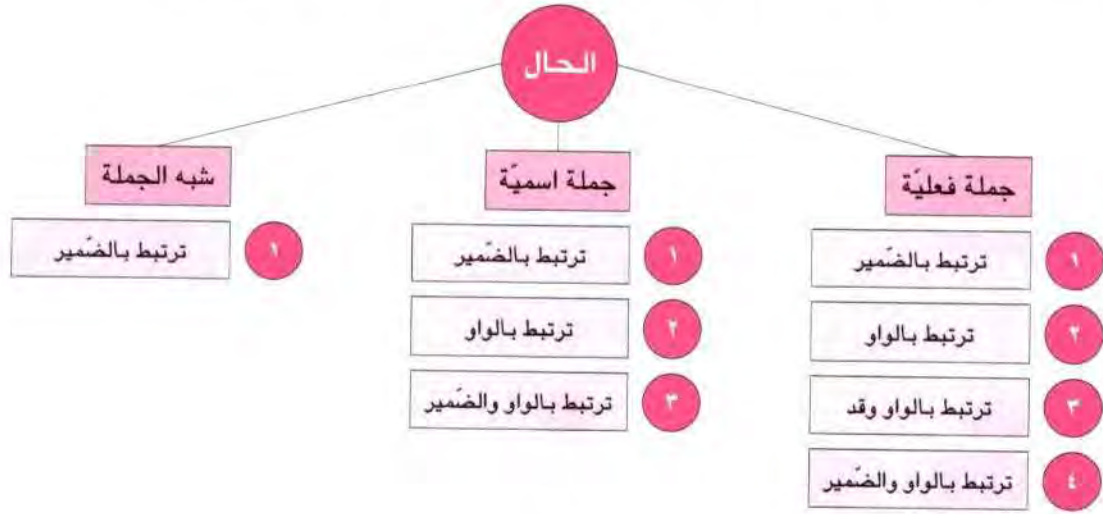 الحال
جملة فعليّة
١ ترتبط بالضّمير
٢ ترتبط بالواو
٣ ترتبط بالواو وقد
٤ ترتبط بالواو والضّمير
جملة اسميّة
١ ترتبط بالضّمير
٢ ترتبط بالواو
٣ ترتبط بالواو والضّمير
شبه الجملة
١ ترتبط بالضّمير